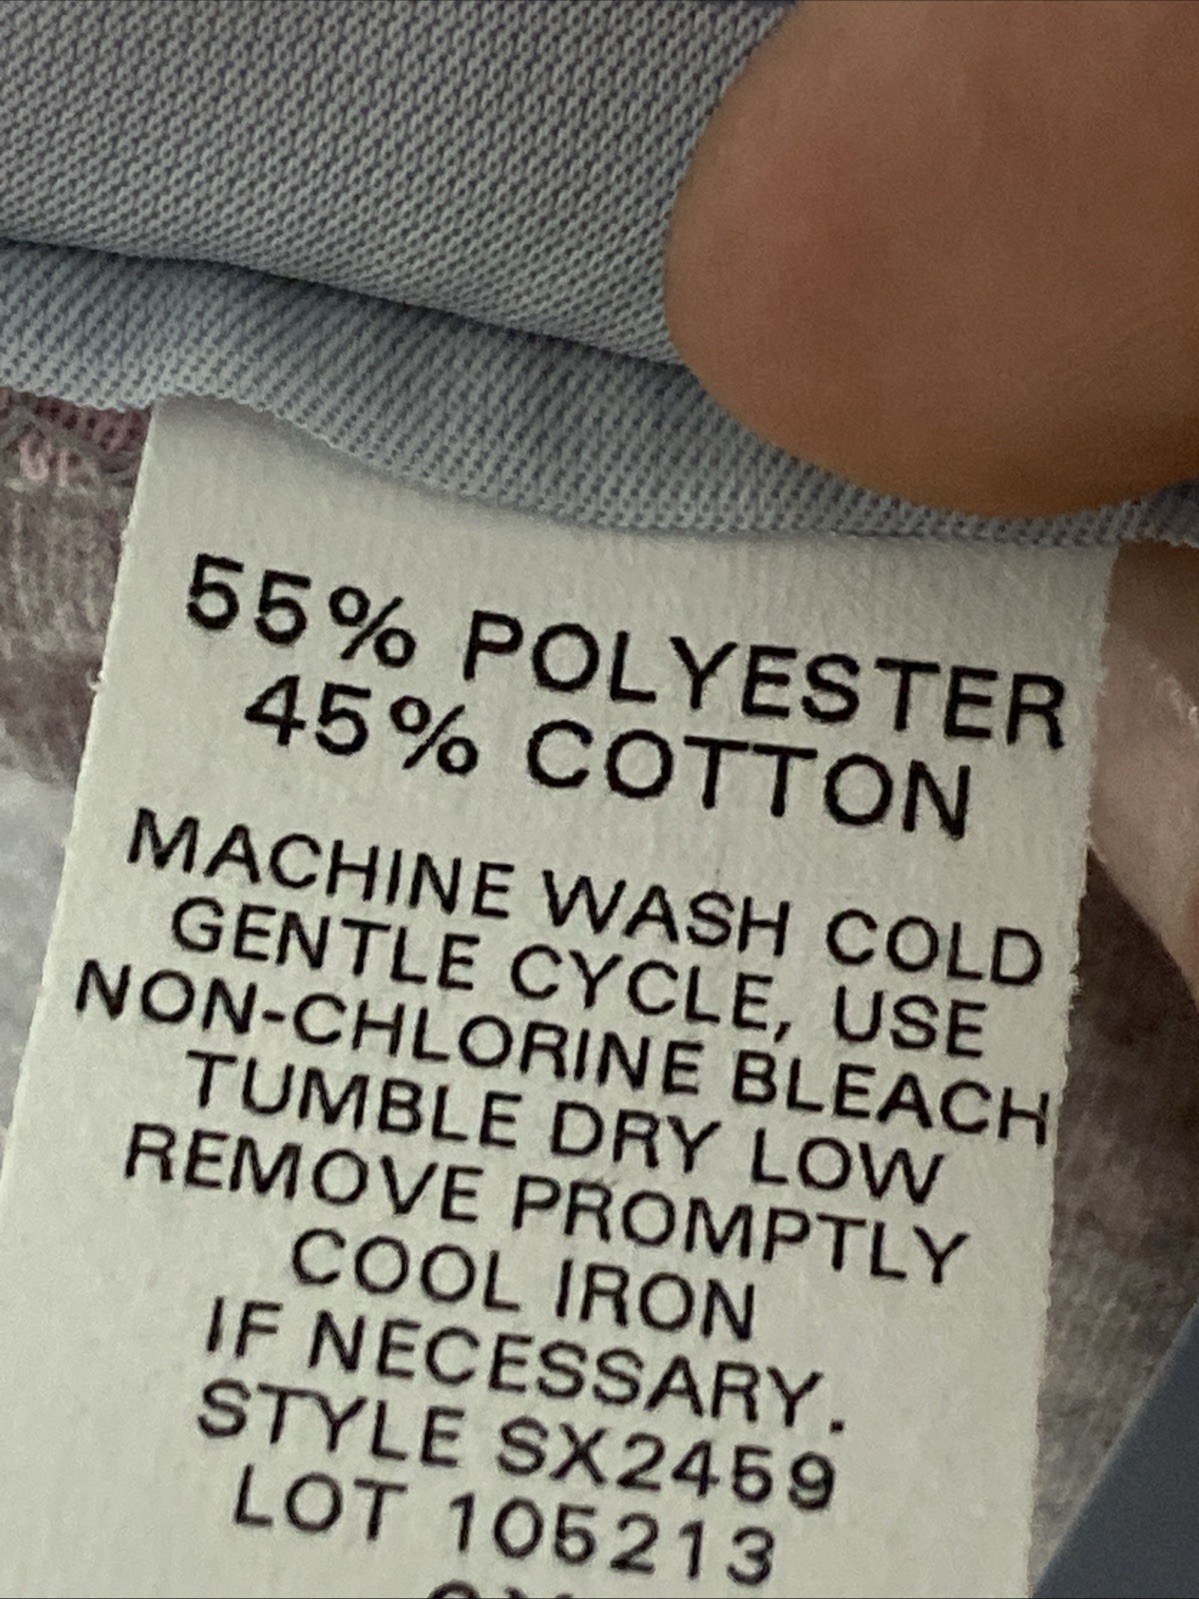 55% POLYESTER
45% COTTON
MACHINE WASH COLD
GENTLE CYCLE, USE
NON-CHLORINE BLEACH
TUMBLE DRY LOW
REMOVE PROMPTLY
COOL IRON
IF NECESSARY.
STYLE SX2459
LOT 105213